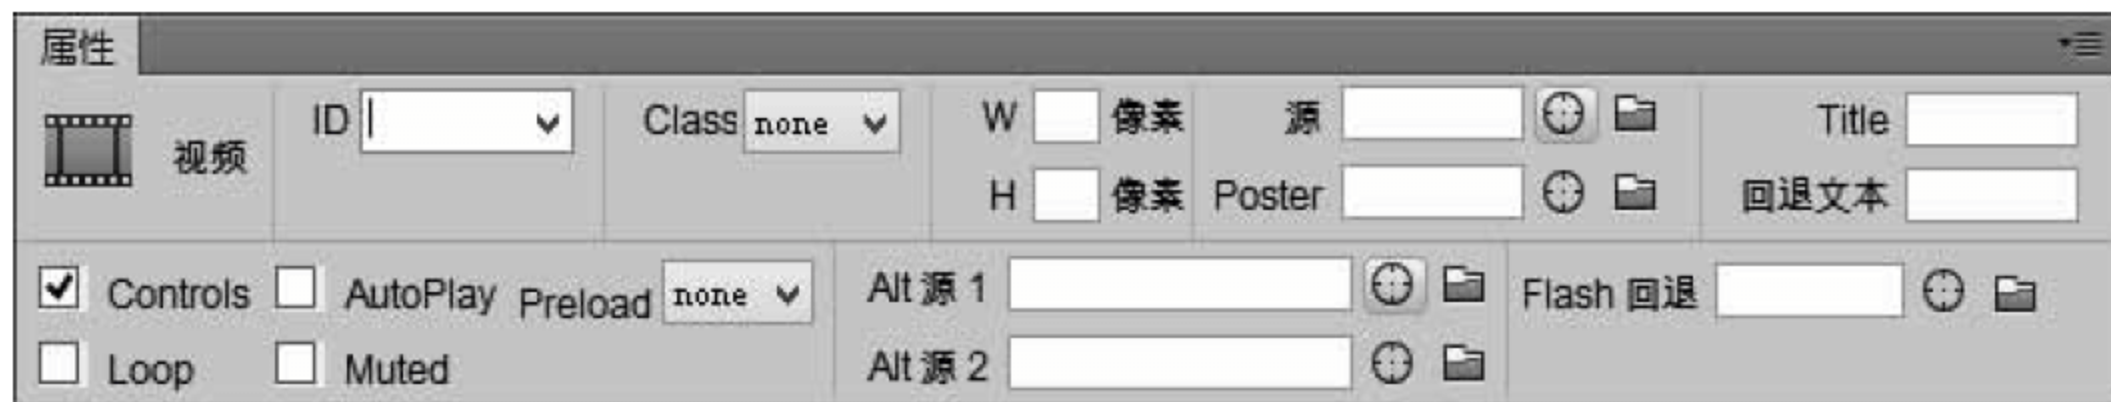 属性
ID Class none W 像素 源 Title
视频
H 像素 Poster 回退文本
Controls AutoPlay Preload none Alt 源 1 Flash 回退
Loop Muted Alt 源 2